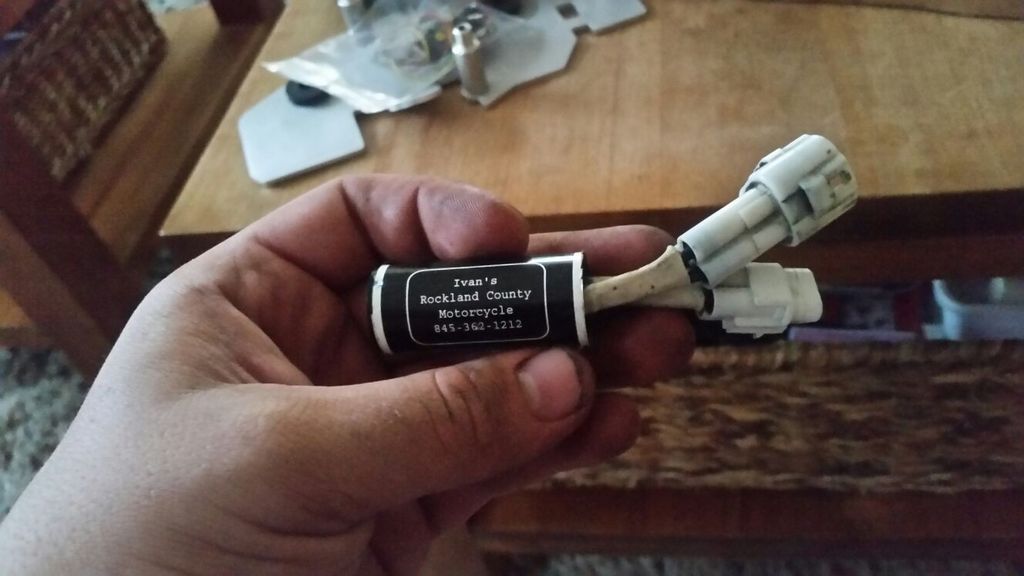 Ivan's
Rockland County
Motorcycle
845-362-1212